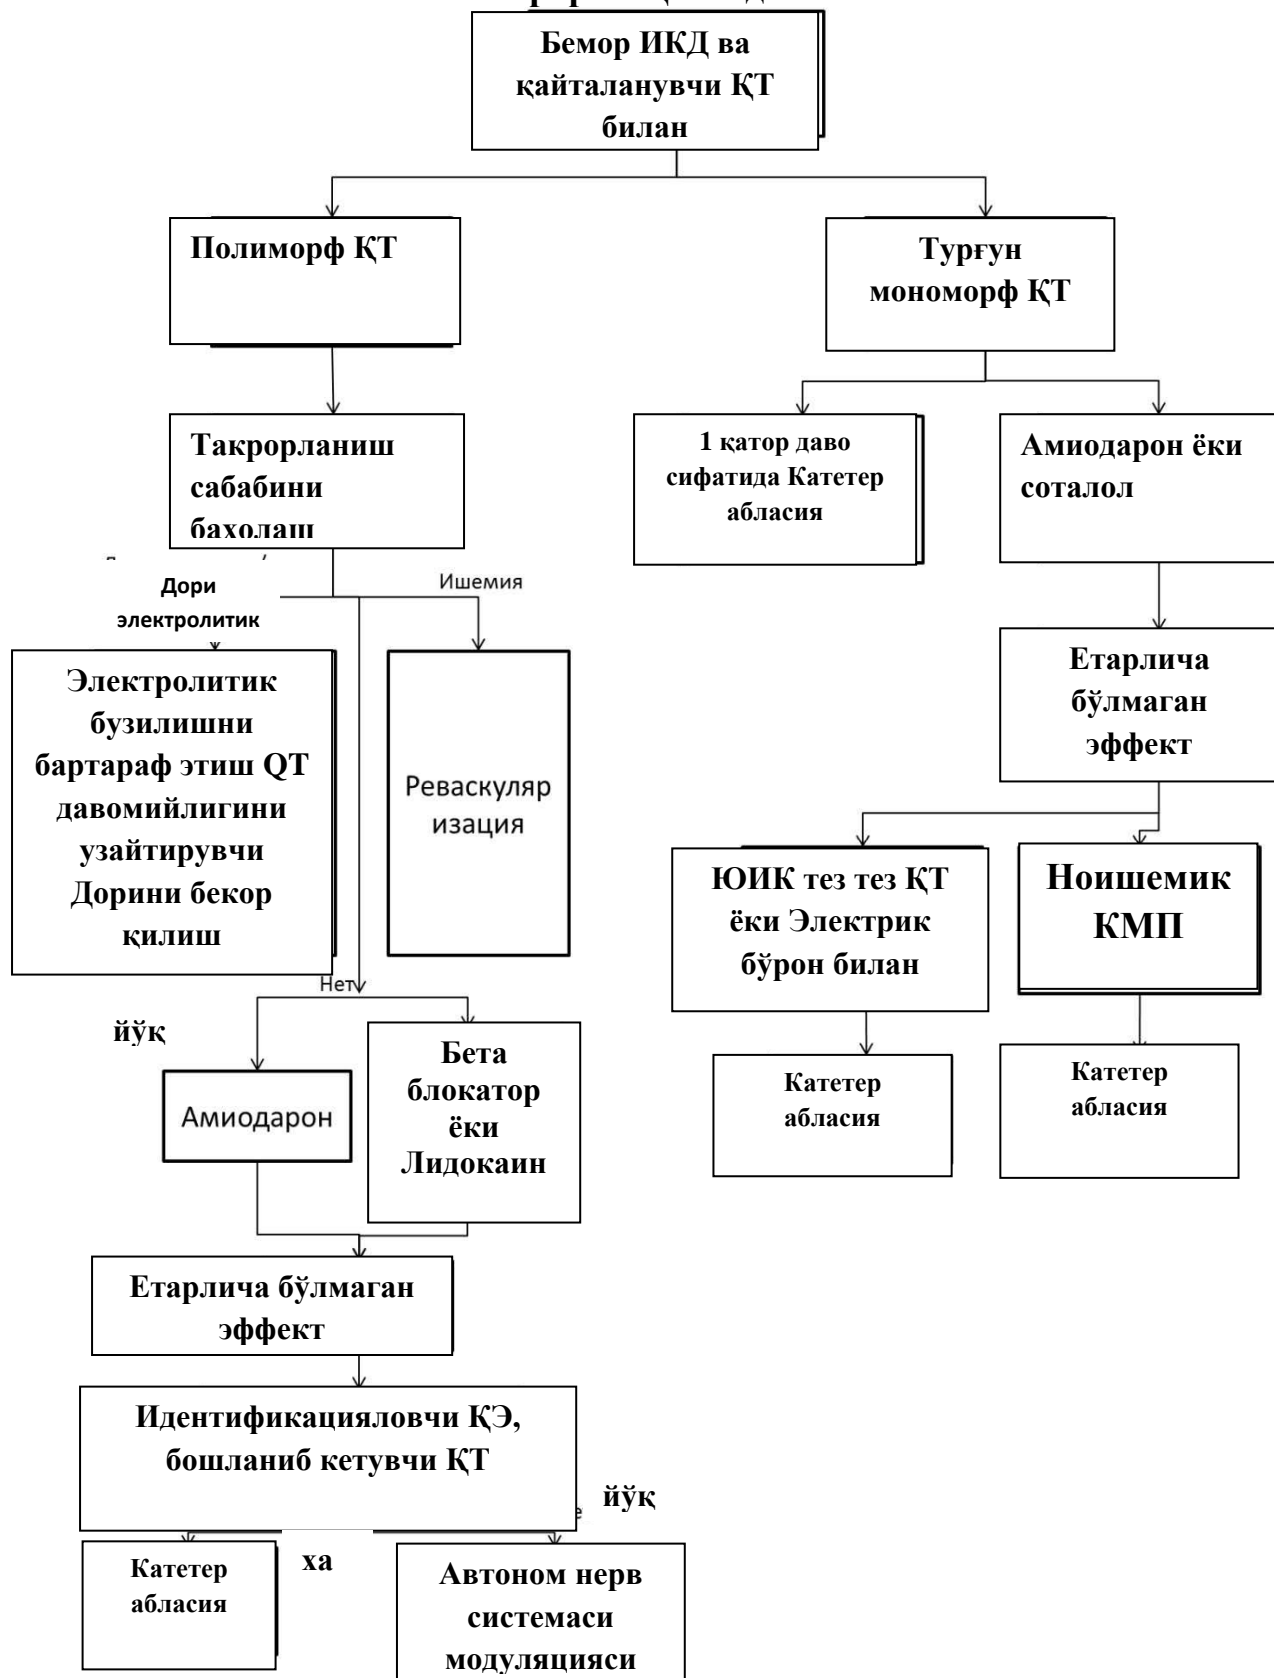 Бемор ИКД ва
қайталанувчи ҚТ
билан
Полиморф ҚТ
Турғун
мономорф ҚТ
Такрорланиш
сабабини
бахолаш
1 қатор даво
сифатида Катетер
абласия
Амиодарон ёки
соталол
Дори
электролитик
Ишемия
Электролитик
бузилишни
бартараф этиш QT
давомийлигини
узайтирувчи
Дорини бекор
қилиш
Реваскуляр
изация
Етарлича
бўлмаган
эффект
ЮИК тез тез ҚТ
ёки Электрик
бўрон билан
Ноишемик
КМП
Нет
йўқ
Амиодарон
Бета
блокатор
ёки
Лидокаин
Катетер
абласия
Катетер
абласия
Етарлича бўлмаган
эффект
Идентификацияловчи ҚЭ,
бошланиб кетувчи ҚТ
йўқ
ха
Катетер
абласия
Автоном нерв
системаси
модуляцияси